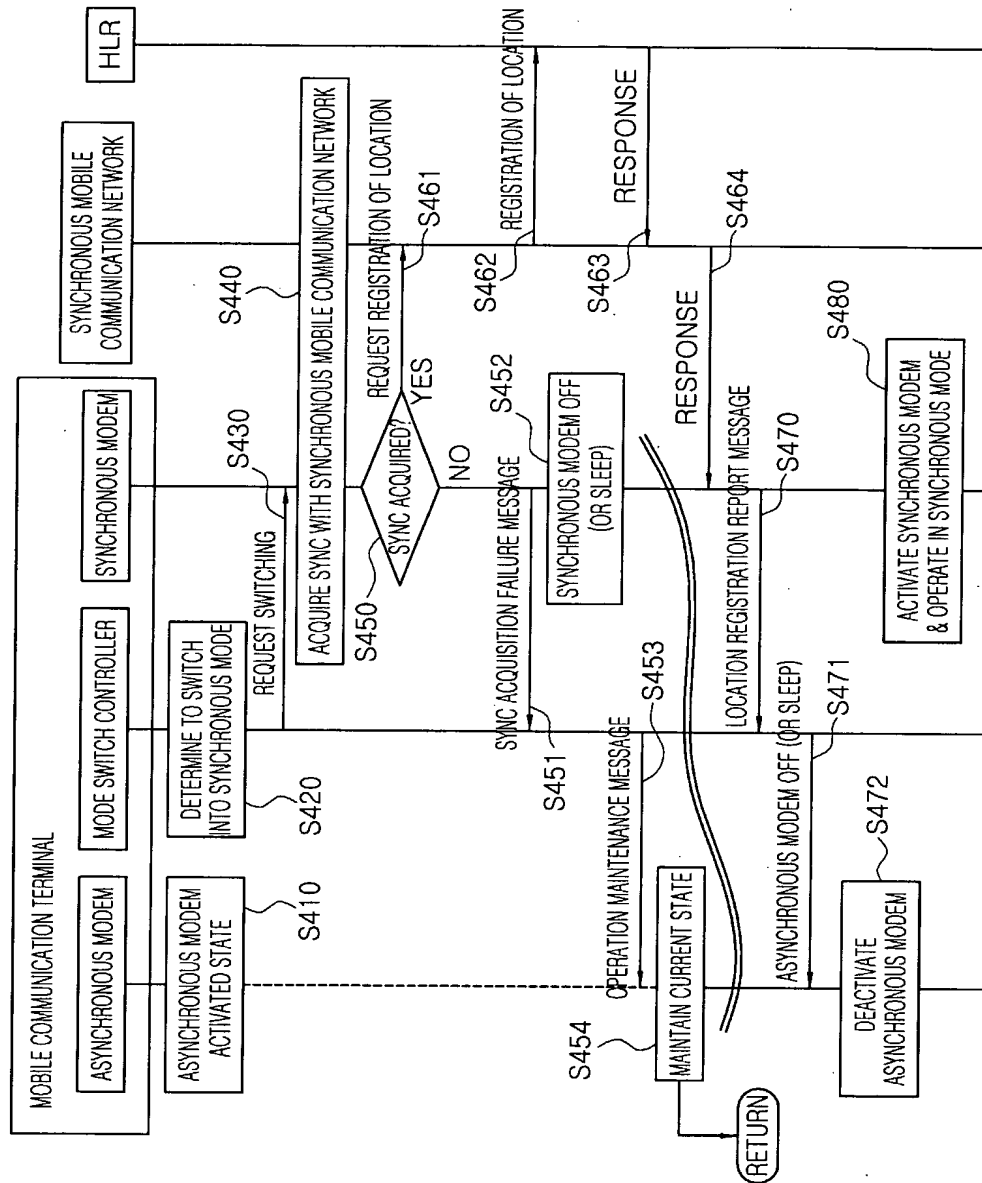 MOBILE COMMUNICATION TERMINAL
ASYNCHRONOUS MODEM
MODE SWITCH CONTROLLER
SYNCHRONOUS MODEM
SYNCHRONOUS MOBILE
COMMUNICATION NETWORK
HLR
ASYNCHRONOUS MODEM
ACTIVATED STATE
S410
DETERMINE TO SWITCH
INTO SYNCHRONOUS MODE
S420
REQUEST SWITCHING
S430
S440
ACQUIRE SYNC WITH SYNCHRONOUS MOBILE COMMUNICATION NETWORK
S450
SYNC ACQUIRED?
YES
NO
REQUEST REGISTRATION OF LOCATION
S461
SYNC ACQUISITION FAILURE MESSAGE
S451
S452
SYNCHRONOUS MODEM OFF
(OR SLEEP)
S462
REGISTRATION OF LOCATION
OPERATION MAINTENANCE MESSAGE
S453
S454
MAINTAIN CURRENT STATE
RETURN
S463
RESPONSE
RESPONSE
S464
LOCATION REGISTRATION REPORT MESSAGE
S470
ASYNCHRONOUS MODEM OFF (OR SLEEP)
S471
S472
DEACTIVATE
ASYNCHRONOUS MODEM
S480
ACTIVATE SYNCHRONOUS MODEM
& OPERATE IN SYNCHRONOUS MODE